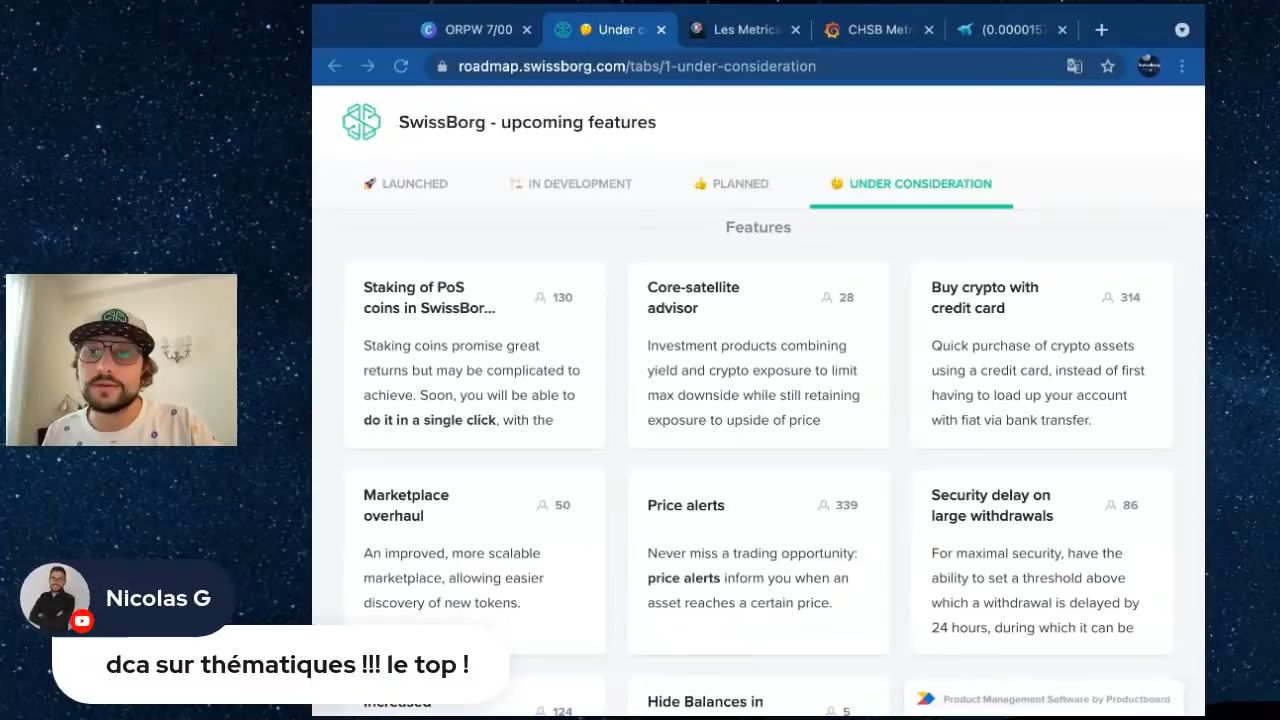 ORPW 7/00
Under c
Les Metrics
CHSB Metr
(0.0000157
roadmap.swissborg.com/tabs/1-under-consideration
SwissBorg - upcoming features
LAUNCHED
IN DEVELOPMENT
PLANNED
UNDER CONSIDERATION
Features
Staking of PoS
coins in SwissBor...
130
Staking coins promise great
returns but may be complicated to
achieve. Soon, you will be able to
do it in a single click, with the
Core-satellite
advisor
28
Investment products combining
yield and crypto exposure to limit
max downside while still retaining
exposure to upside of price
Buy crypto with
credit card
314
Quick purchase of crypto assets
using a credit card, instead of first
having to load up your account
with fiat via bank transfer.
Marketplace
overhaul
50
An improved, more scalable
marketplace, allowing easier
discovery of new tokens.
Price alerts
339
Never miss a trading opportunity:
price alerts inform you when an
asset reaches a certain price.
Security delay on
large withdrawals
86
For maximal security, have the
ability to set a threshold above
which a withdrawal is delayed by
24 hours, during which it can be
Increased
124
Hide Balances in
5
Product Management Software by Productboard
Nicolas G
dca sur thématiques !!! le top !